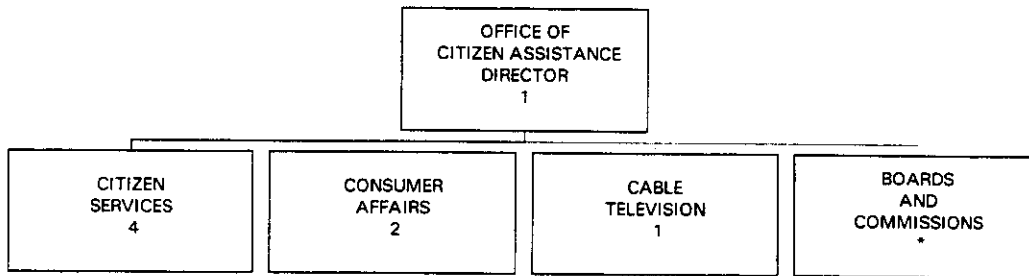 OFFICE OF
CITIZEN ASSISTANCE
DIRECTOR
1
CITIZEN
SERVICES
4
CONSUMER
AFFAIRS
2
CABLE
TELEVISION
1
BOARDS
AND
COMMISSIONS
*